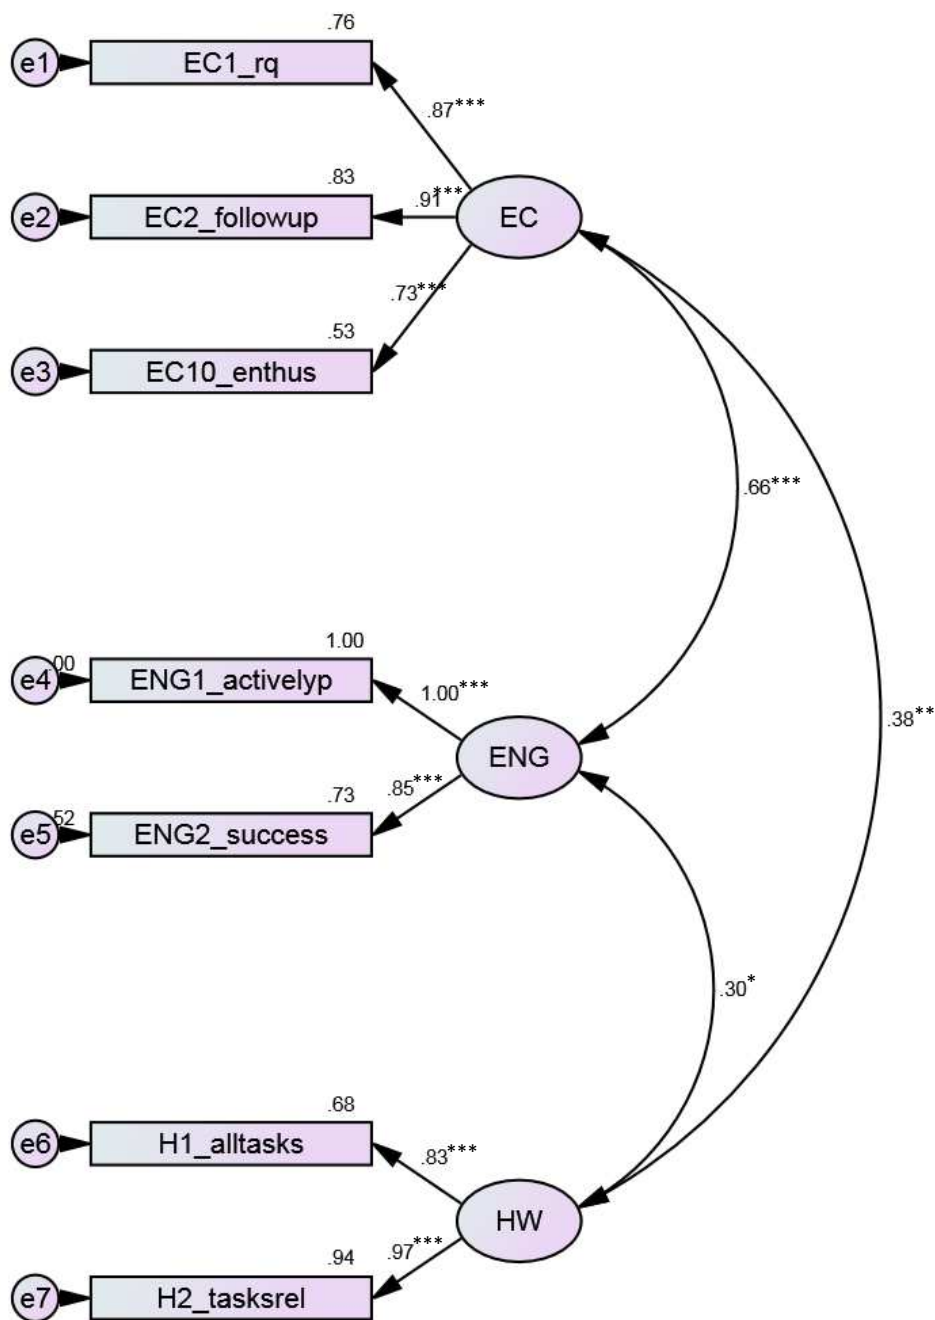 .76
e1
EC1_rq
.87***
.83
e2
EC2_followup
.91***
EC
.53
.73***
e3
EC10_enthus
.66***
1.00
.00
e4
ENG1_activelyp
1.00***
.38**
ENG
.73
.85***
.52
e5
ENG2_success
.30*
.68
e6
H1_alltasks
.83***
HW
.94
.97***
e7
H2_tasksrel